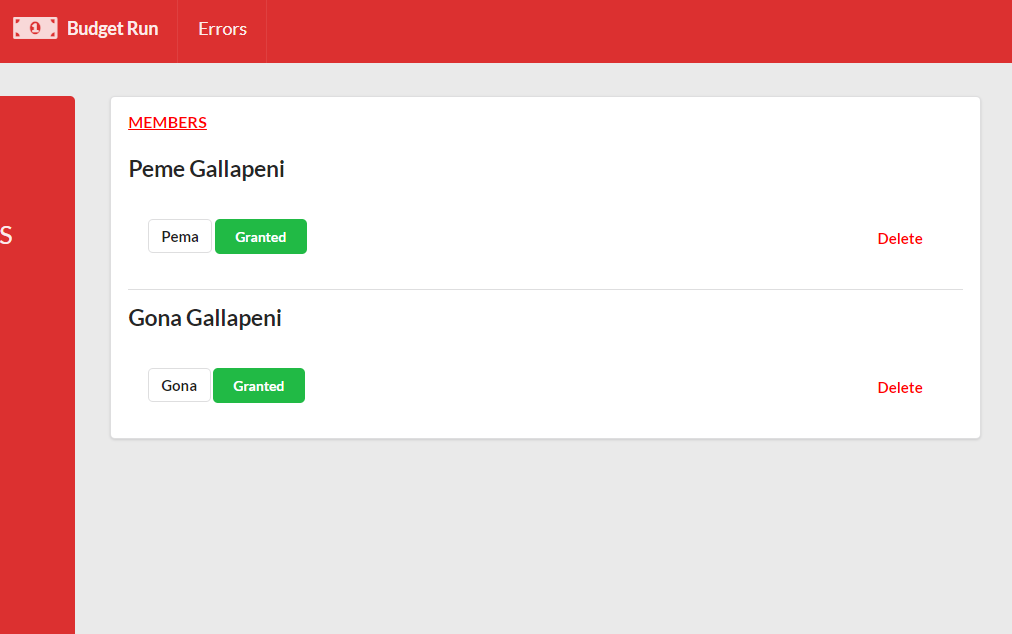 Budget Run Errors
S
MEMBERS
Peme Gallapeni
Pema Granted Delete
Gona Gallapeni
Gona Granted Delete